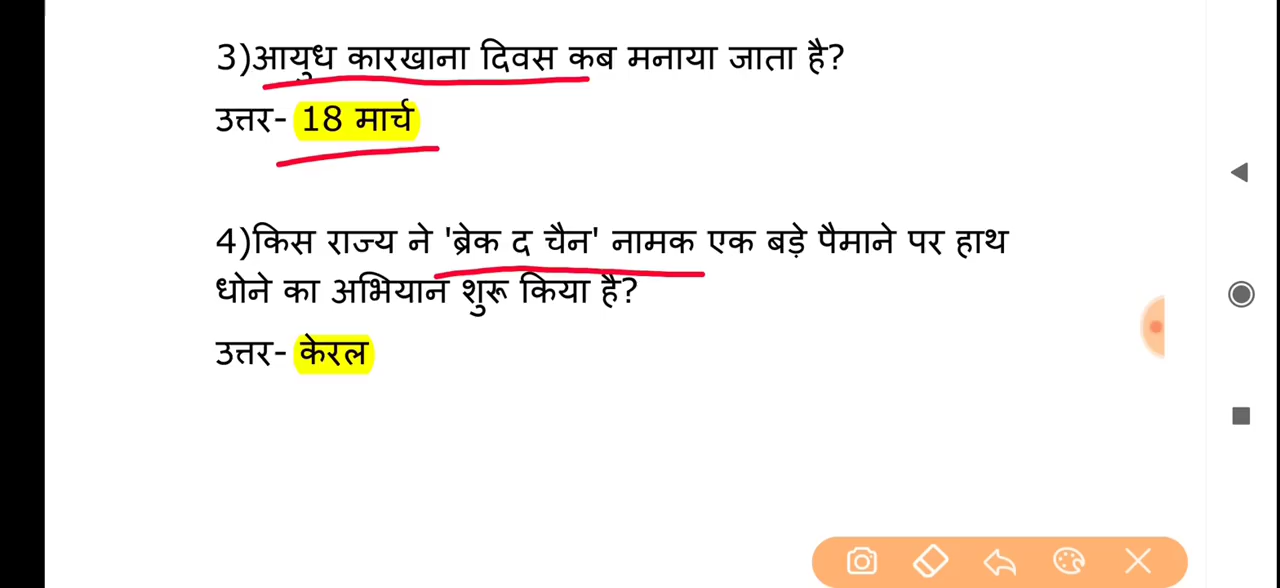 3)आयुध कारखाना दिवस कब मनाया जाता है?
उत्तर- 18 मार्च
4)किस राज्य ने 'ब्रेक द चैन' नामक एक बड़े पैमाने पर हाथ
धोने का अभियान शुरू किया है?
उत्तर- केरल